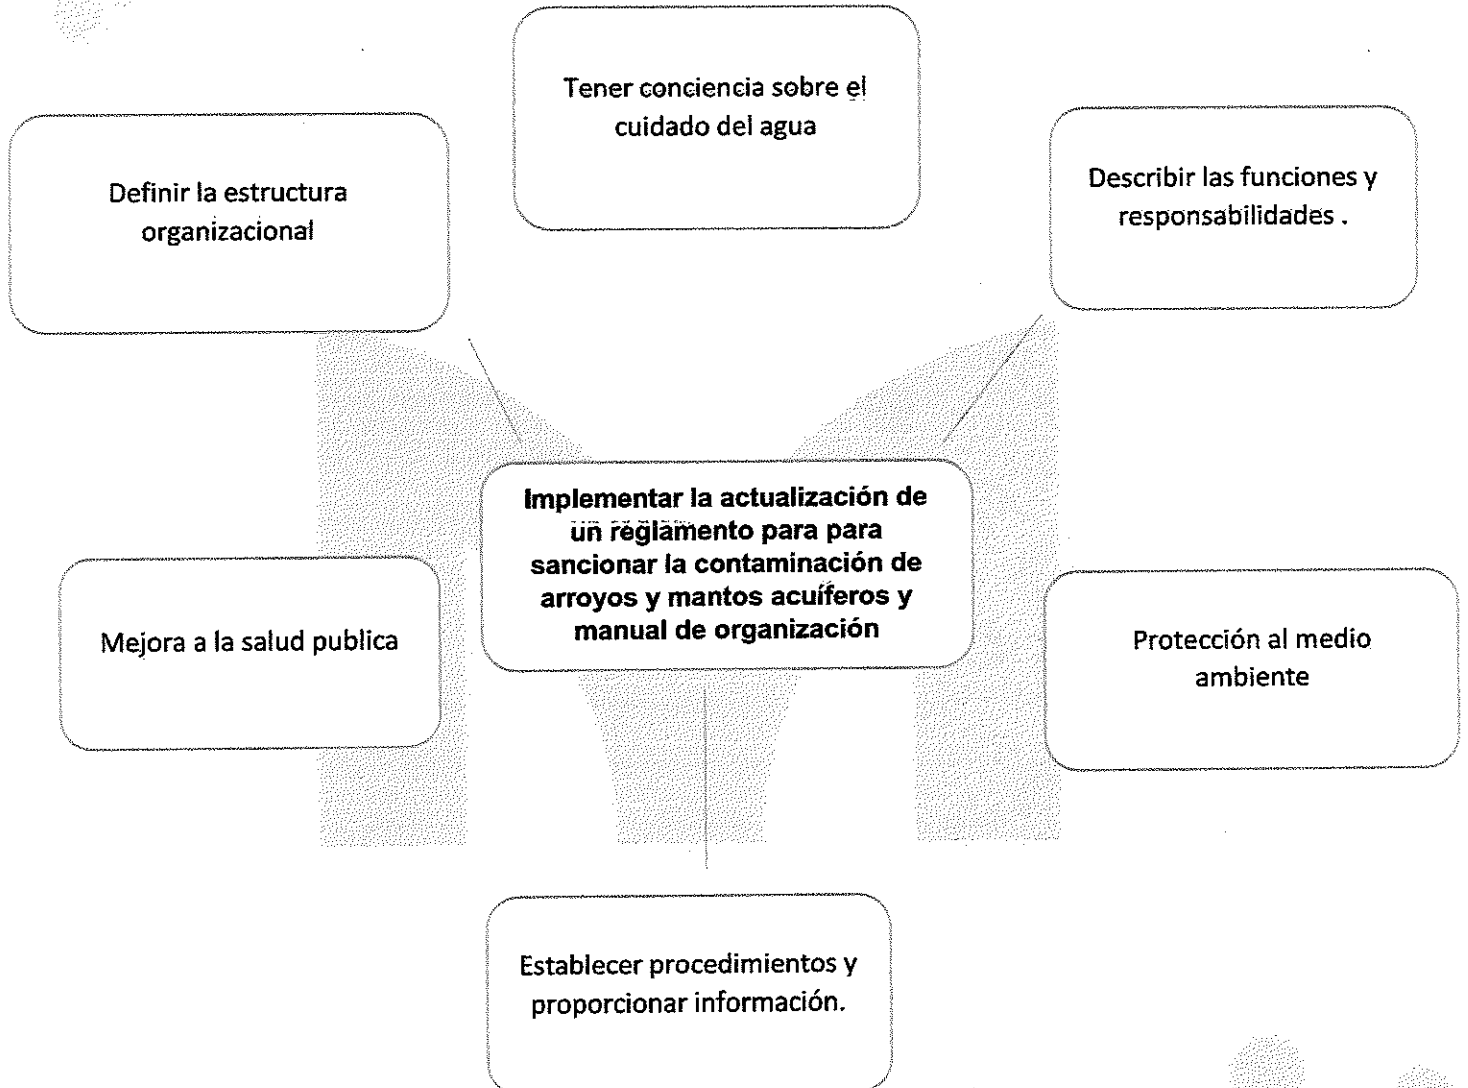 Tener conciencia sobre el
cuidado del agua
Definir la estructura
organizacional
Describir las funciones y
responsabilidades .
Implementar la actualización de
un reglamento para para
sancionar la contaminación de
arroyos y mantos acuíferos y
manual de organización
Mejora a la salud publica
Protección al medio
ambiente
Establecer procedimientos y
proporcionar información.